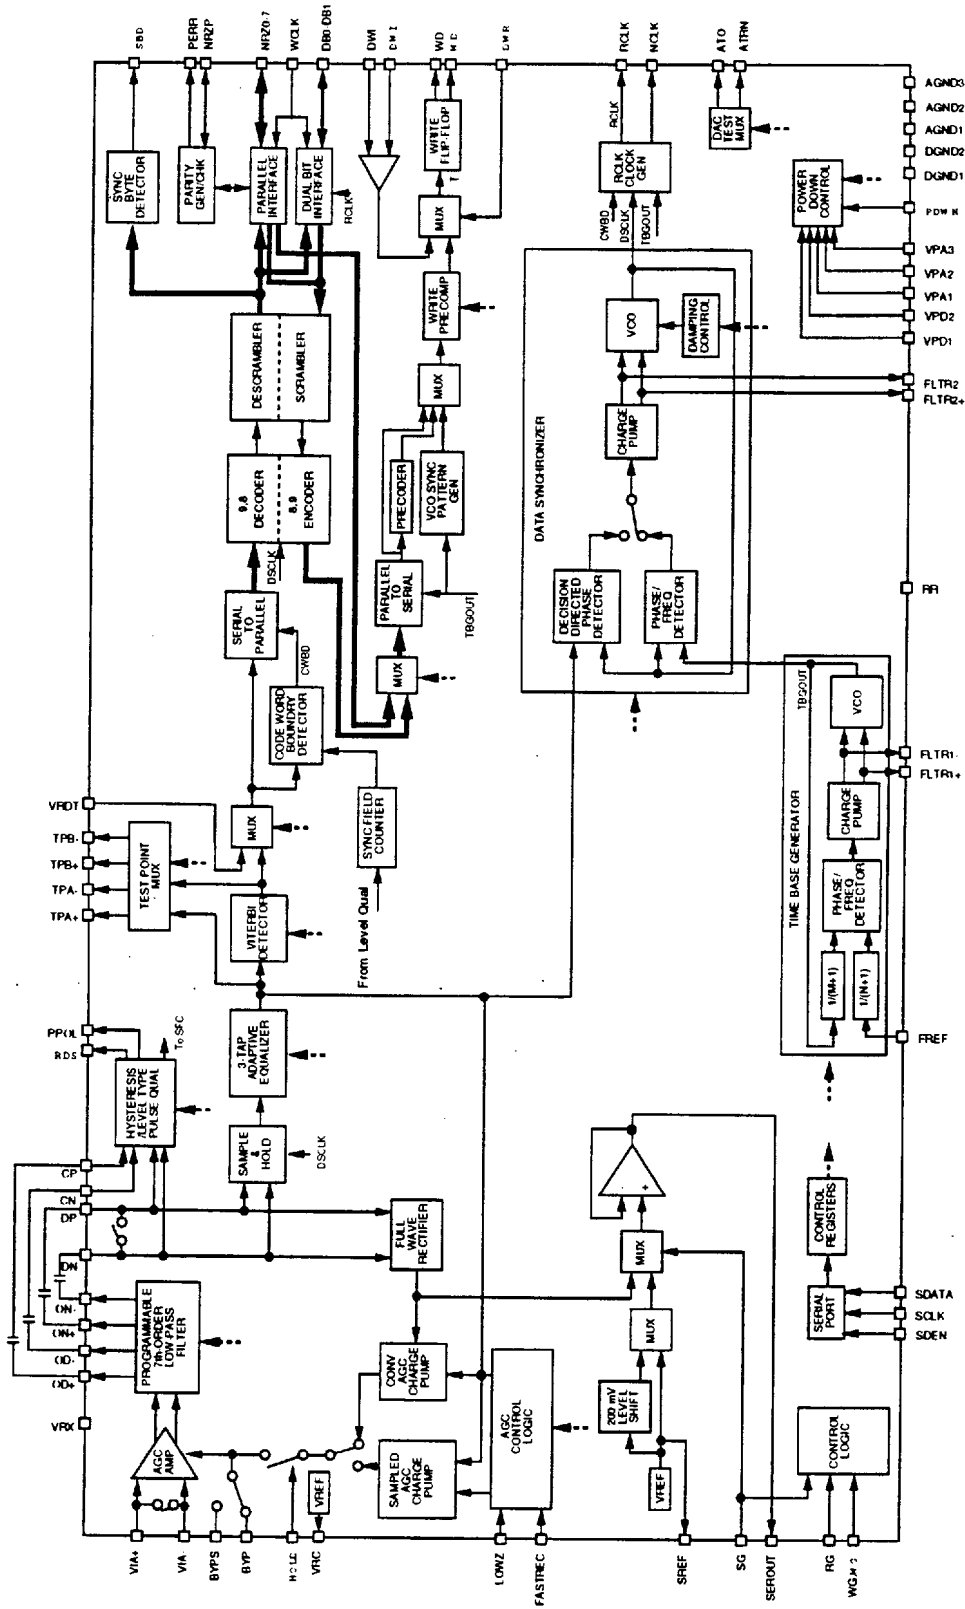 SBD
PERR
NRZP
NRZ0-7
WCLK
DB0-DB1
DWI
WD
DWR
RCLK
NCLK
ATO
ATRN
AGND3
AGND2
AGND1
DGND2
DGND1
VPA3
VPA2
VPA1
VPD2
VPD1
FLTR2
FLTR2+
RR
FLTR1-
FLTR1+
FREF
SDATA
SCLK
SDEN
SYNC
BYTE
DETECTOR
PARITY
GEN/CHK
PARALLEL
INTERFACE
DUAL BIT
INTERFACE
RCLK
WRITE
FLIP-FLOP
MUX
WRITE
PRECOMP
MUX
RCLK
RCLK
CLOCK
GEN
CWBD
DSCLK
TBGOUT
DAC
TEST
MUX
POWER
DOWN
CONTROL
DESCRAMBLER
SCRAMBLER
9,8
DECODER
8,9
ENCODER
DSCLK
PRECODER
VCO SYNC
PATTERN
GEN
PARALLEL
TO
SERIAL
TBGOUT
MUX
SERIAL
TO
PARALLEL
CWBD
CODE WORD
BOUNDRY
DETECTOR
SYNC FIELD
COUNTER
From Level Qual
MUX
DATA SYNCHRONIZER
VCO
DAMPING
CONTROL
CHARGE
PUMP
DECISION
DIRECTED
PHASE
DETECTOR
PHASE/
FREQ
DETECTOR
TIME BASE GENERATOR
TBGOUT
VCO
CHARGE
PUMP
PHASE/
FREQ
DETECTOR
1/(M+1)
1/(N+1)
VRDT
TPB-
TPB+
TPA-
TPA+
TEST POINT
MUX
VITERBI
DETECTOR
3-TAP
ADAPTIVE
EQUALIZER
SAMPLE
&
HOLD
DSCLK
PPOL
RDS
To SFC
HYSTERESIS
/LEVEL TYPE
PULSE QUAL
CP
CN
DP
DN
ON-
ON+
OD-
OD+
VRX
PROGRAMMABLE
7th-ORDER
LOW-PASS
FILTER
FULL
WAVE
RECTIFIER
AGC
AMP
CONV
AGC
CHARGE
PUMP
SAMPLED
AGC
CHARGE
PUMP
VREF
AGC
CONTROL
LOGIC
+
MUX
MUX
200 mV
LEVEL
SHIFT
VREF
CONTROL
REGISTERS
SERIAL
PORT
CONTROL
LOGIC
VIA+
VIA-
BYPS
BYP
HOLD
VRC
LOWZ
FASTREC
SREF
SG
SEROUT
RG